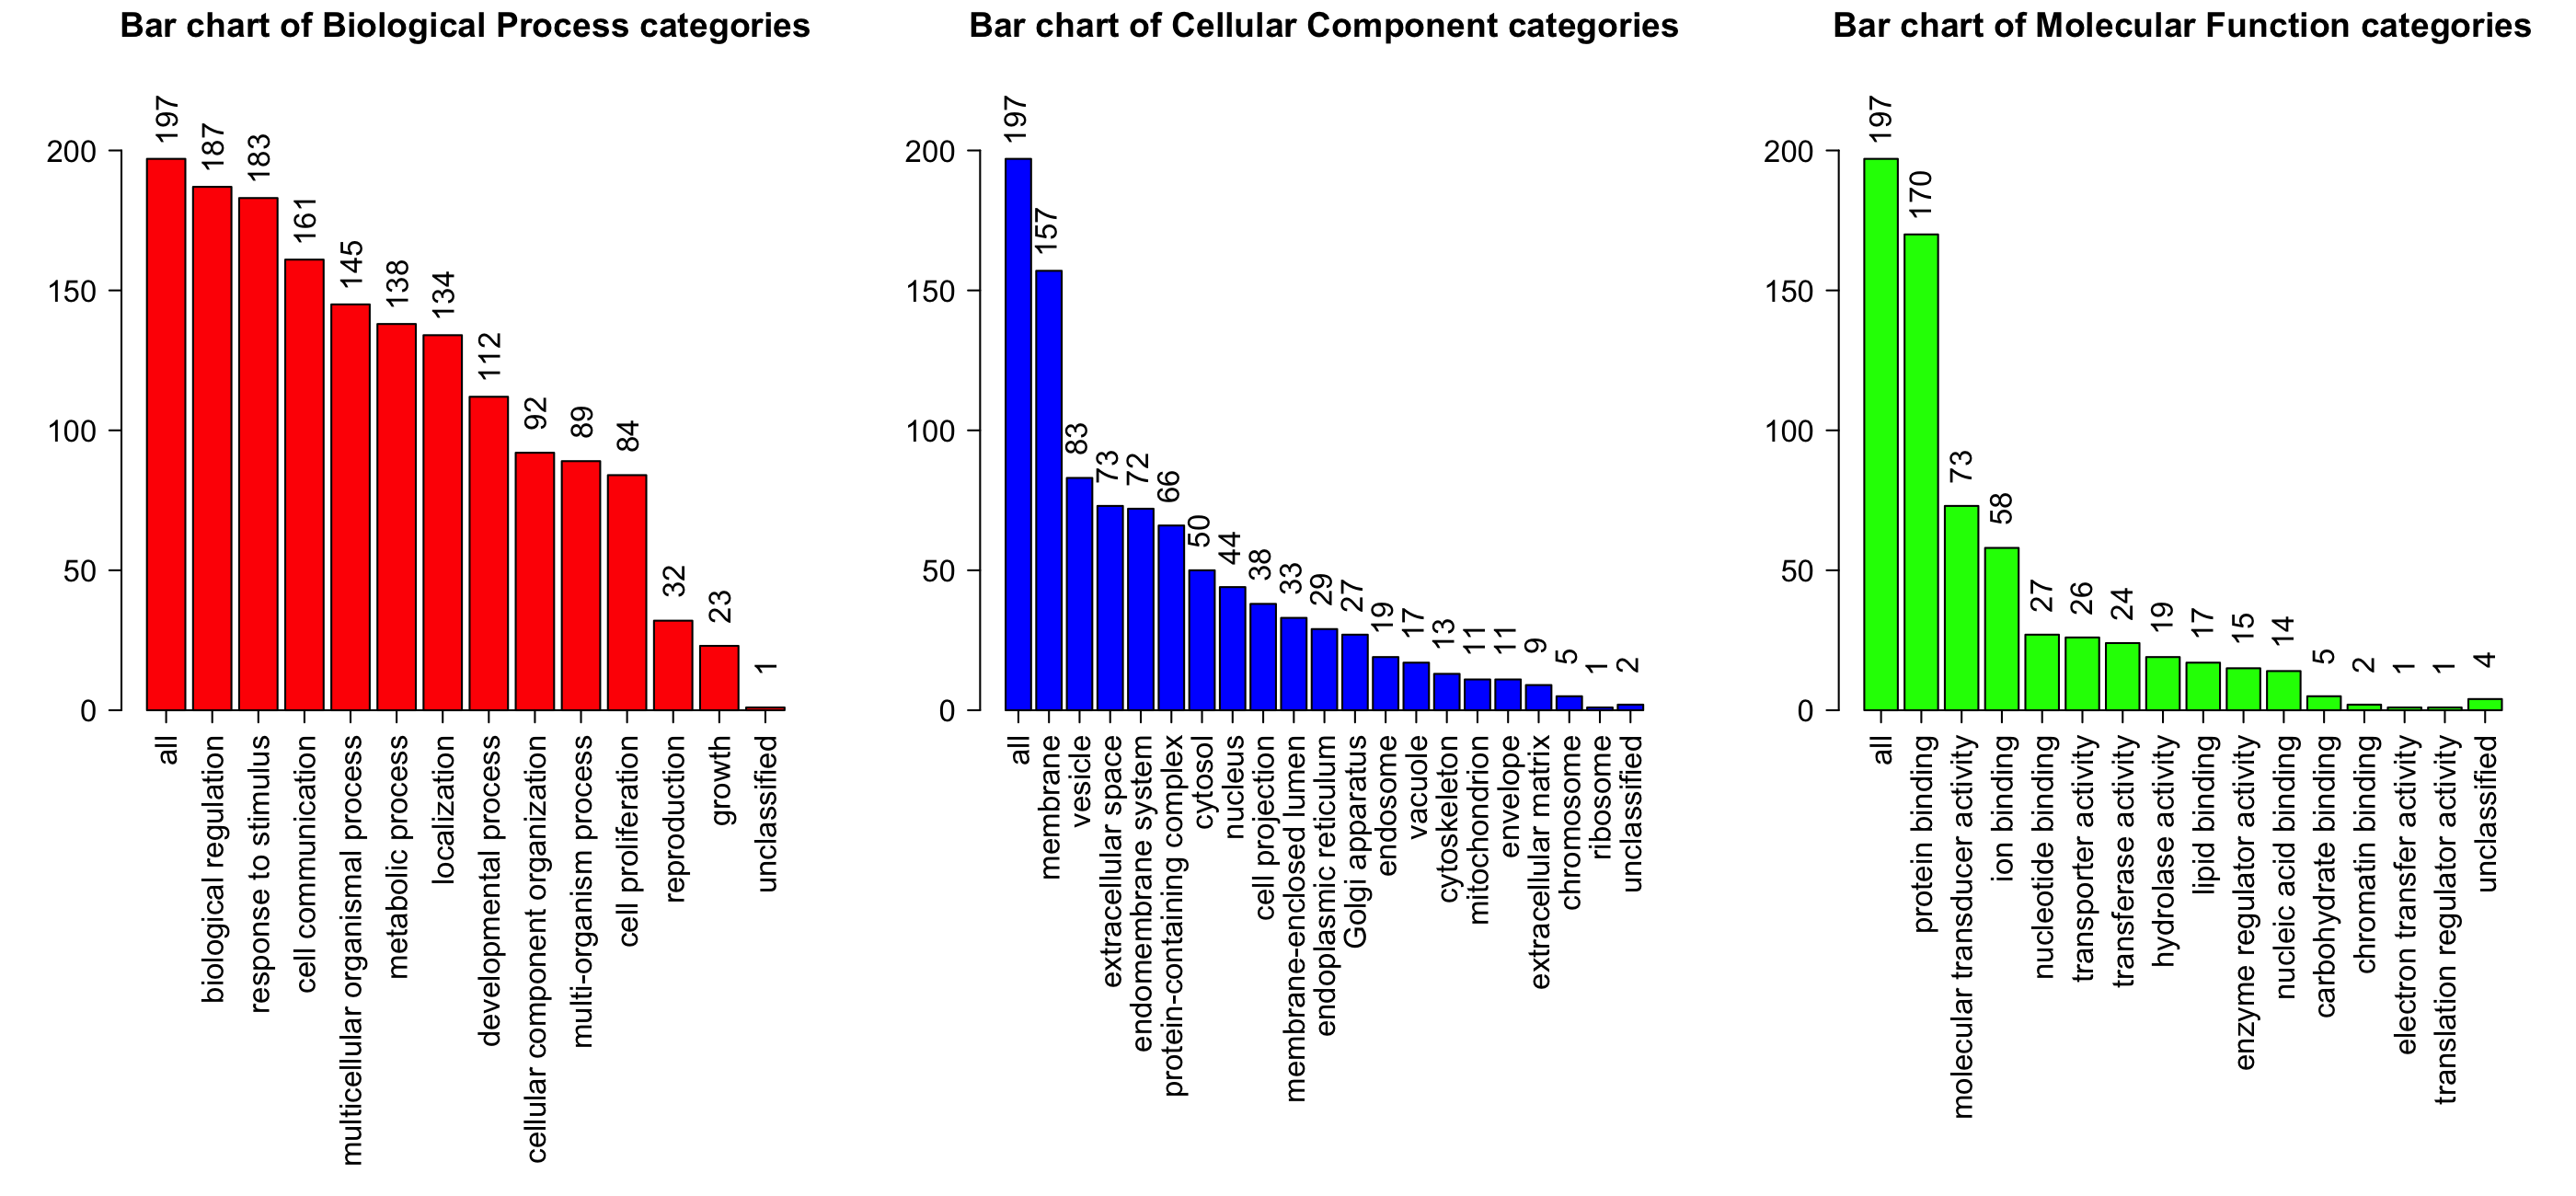 Bar chart of Biological Process categories
197
187
183
161
145
138
134
112
92
89
84
32
23
1
200
150
100
50
0
all
biological regulation
response to stimulus
cell communication
multicellular organismal process
metabolic process
localization
developmental process
cellular component organization
multi-organism process
cell proliferation
reproduction
growth
unclassified
Bar chart of Cellular Component categories
197
157
83
73
72
66
50
44
38
33
29
27
19
17
13
11
11
9
5
1
2
200
150
100
50
0
all
membrane
vesicle
extracellular space
endomembrane system
protein-containing complex
cytosol
nucleus
cell projection
membrane-enclosed lumen
endoplasmic reticulum
Golgi apparatus
endosome
vacuole
cytoskeleton
mitochondrion
envelope
extracellular matrix
chromosome
ribosome
unclassified
Bar chart of Molecular Function categories
197
170
73
58
27
26
24
19
17
15
14
5
2
1
1
4
200
150
100
50
0
all
protein binding
molecular transducer activity
ion binding
nucleotide binding
transporter activity
transferase activity
hydrolase activity
lipid binding
enzyme regulator activity
nucleic acid binding
carbohydrate binding
chromatin binding
electron transfer activity
translation regulator activity
unclassified